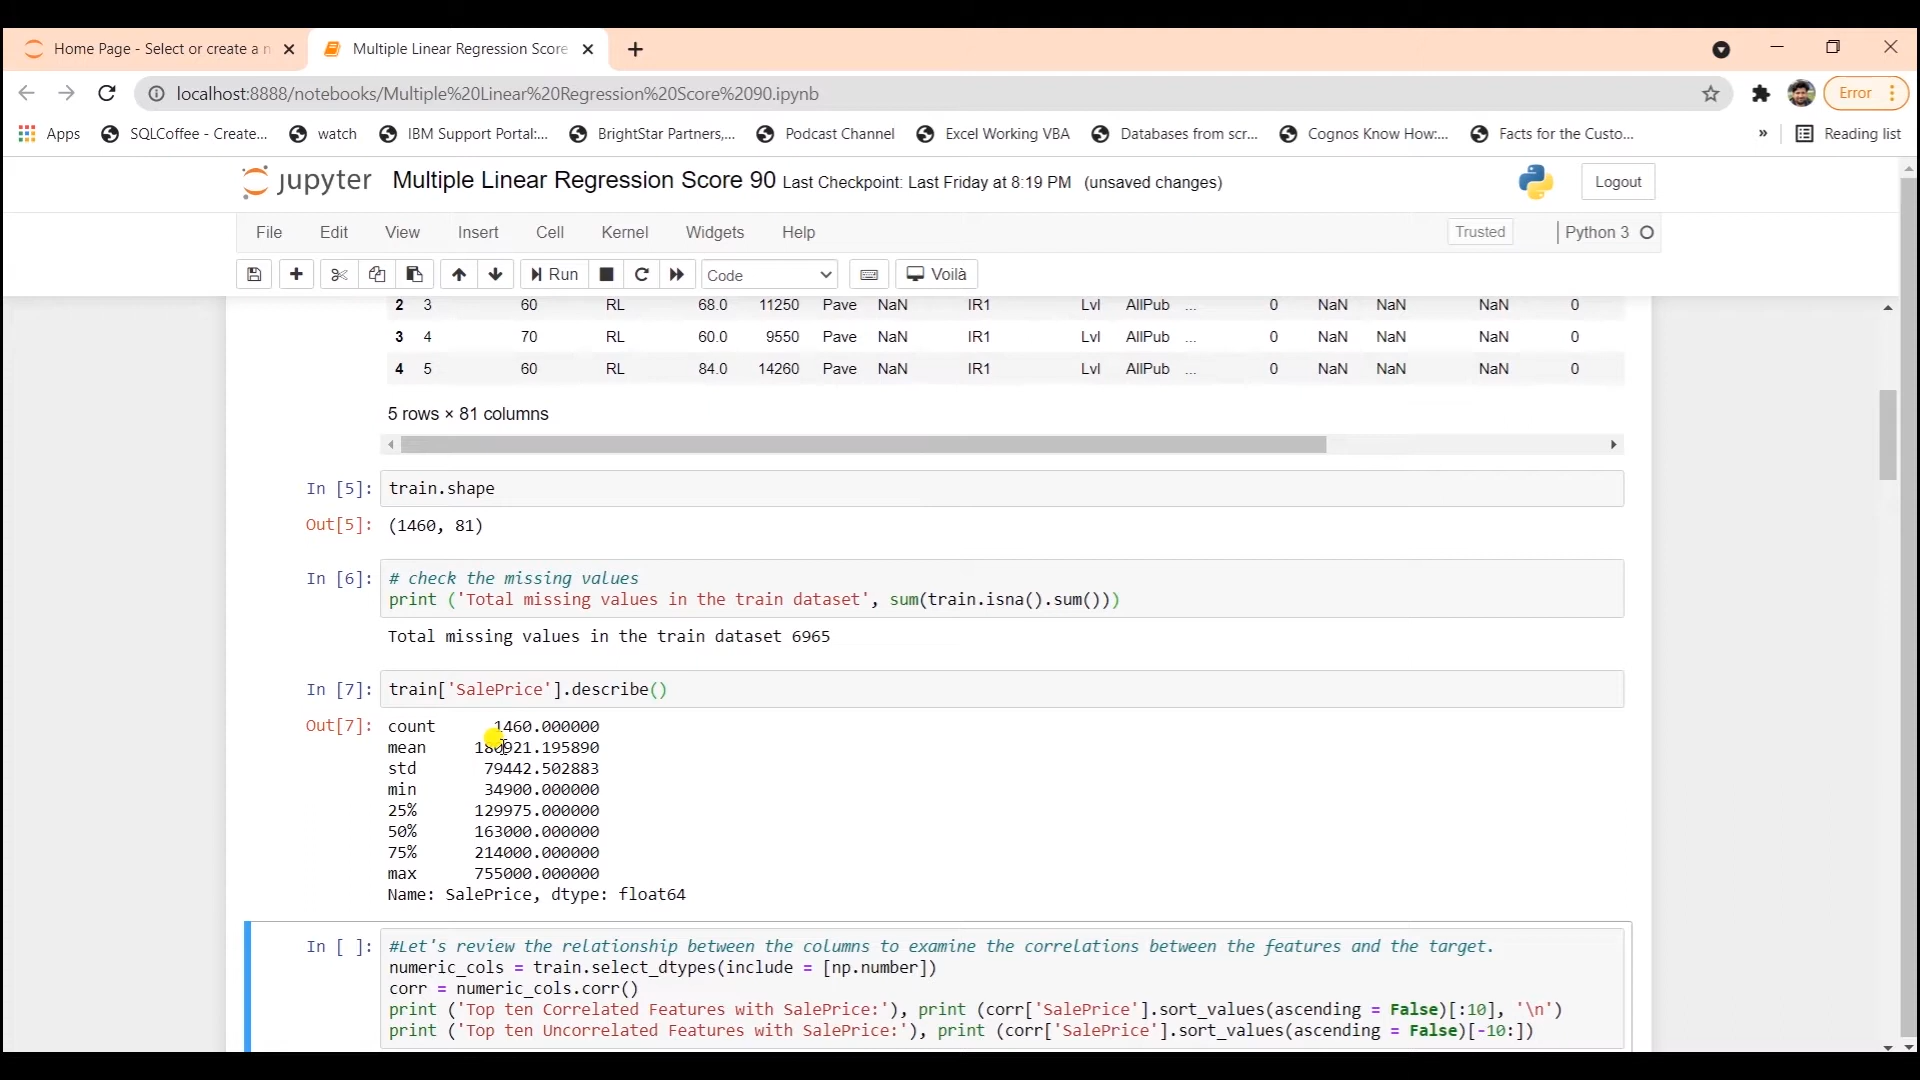 Home Page - Select or create a n
Multiple Linear Regression Score
localhost:8888/notebooks/Multiple%20Linear%20Regression%20Score%2090.ipynb
Error
Apps SQLCoffee - Create... watch IBM Support Portal:... BrightStar Partners,... Podcast Channel Excel Working VBA Databases from scr... Cognos Know How:... Facts for the Custo... » Reading list
jupyter Multiple Linear Regression Score 90 Last Checkpoint: Last Friday at 8:19 PM (unsaved changes) Logout
File Edit View Insert Cell Kernel Widgets Help Trusted Python 3
Run Code Voilà
2 3 60 RL 68.0 11250 Pave NaN IR1 Lvl AllPub ... 0 NaN NaN NaN 0
3 4 70 RL 60.0 9550 Pave NaN IR1 Lvl AllPub ... 0 NaN NaN NaN 0
4 5 60 RL 84.0 14260 Pave NaN IR1 Lvl AllPub ... 0 NaN NaN NaN 0
5 rows × 81 columns
In [5]: train.shape
Out[5]: (1460, 81)
In [6]: # check the missing values
print ('Total missing values in the train dataset', sum(train.isna().sum()))
Total missing values in the train dataset 6965
In [7]: train['SalePrice'].describe()
Out[7]: count 1460.000000
mean 180921.195890
std 79442.502883
min 34900.000000
25% 129975.000000
50% 163000.000000
75% 214000.000000
max 755000.000000
Name: SalePrice, dtype: float64
In [ ]: #Let's review the relationship between the columns to examine the correlations between the features and the target.
numeric_cols = train.select_dtypes(include = [np.number])
corr = numeric_cols.corr()
print ('Top ten Correlated Features with SalePrice:'), print (corr['SalePrice'].sort_values(ascending = False)[:10], '\n')
print ('Top ten Uncorrelated Features with SalePrice:'), print (corr['SalePrice'].sort_values(ascending = False)[-10:])